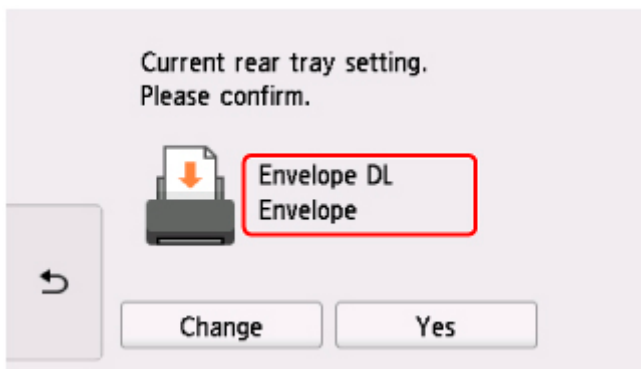 Current rear tray setting.
Please confirm.
Envelope DL
Envelope
Change
Yes